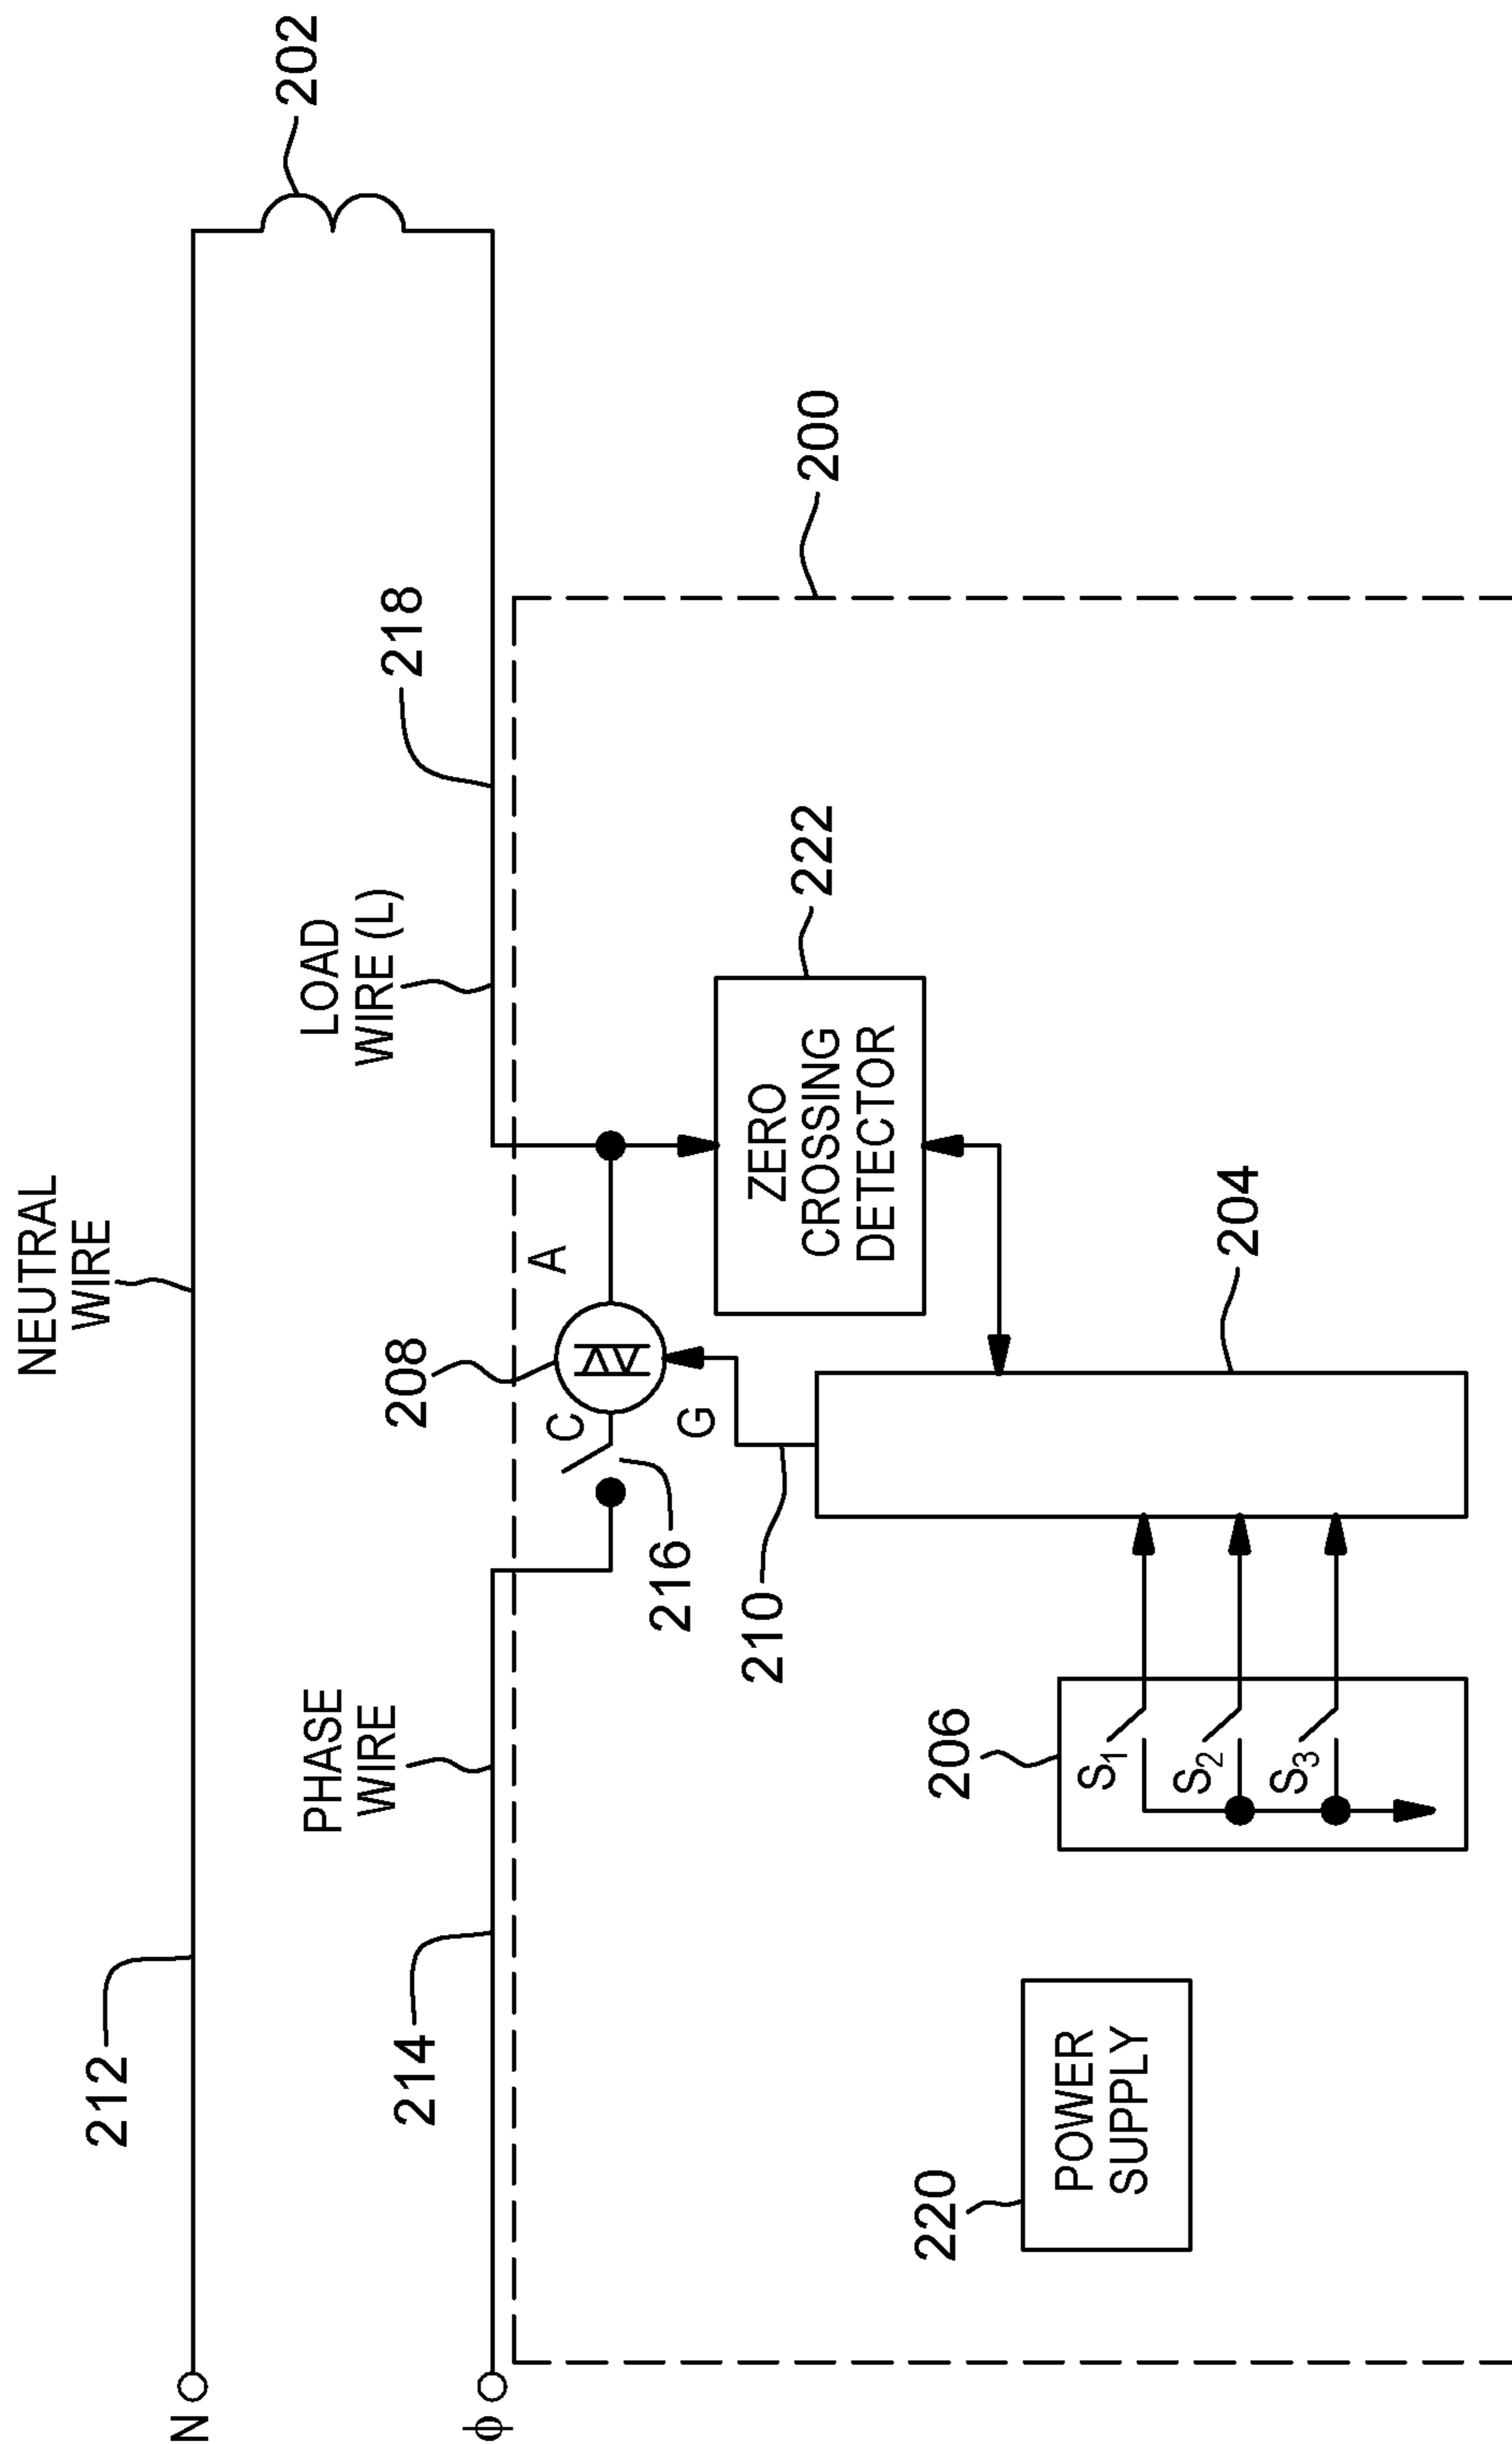 NEUTRAL
WIRE
212
N
202
PHASE
WIRE
214
ϕ
LOAD
WIRE (L)
218
208
C
A
G
216
210
200
222
ZERO
CROSSING
DETECTOR
204
206
S₁
S₂
S₃
220
POWER
SUPPLY